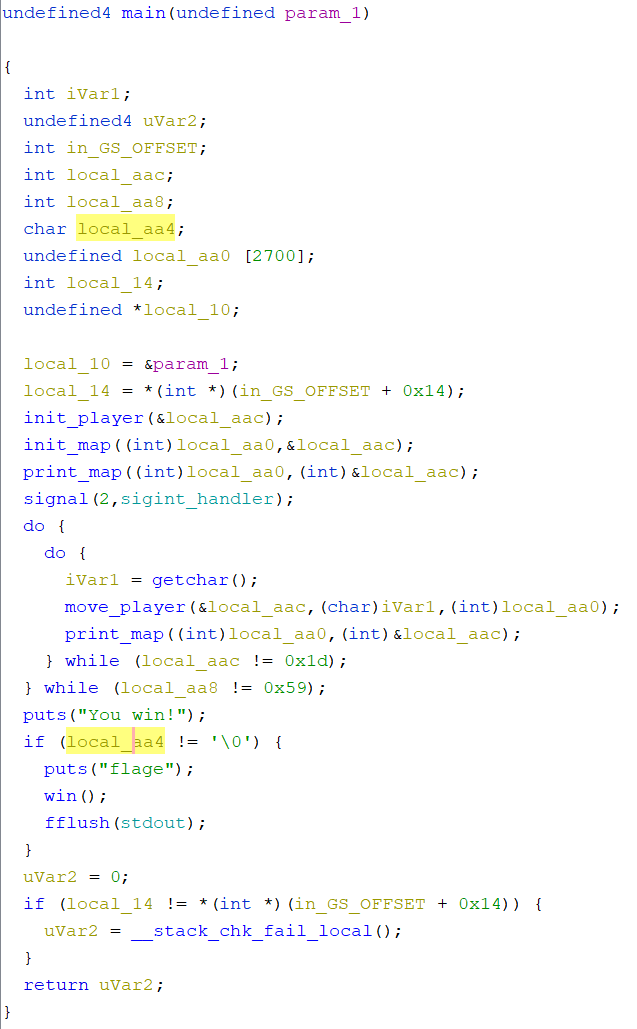 undefined4 main(undefined param_1)
{
int iVar1;
undefined4 uVar2;
int in_GS_OFFSET;
int local_aac;
int local_aa8;
char local_aa4;
undefined local_aa0 [2700];
int local_14;
undefined *local_10;
local_10 = &param_1;
local_14 = *(int *)(in_GS_OFFSET + 0x14);
init_player(&local_aac);
init_map((int)local_aa0,&local_aac);
print_map((int)local_aa0,(int)&local_aac);
signal(2,sigint_handler);
do {
do {
iVar1 = getchar();
move_player(&local_aac,(char)iVar1,(int)local_aa0);
print_map((int)local_aa0,(int)&local_aac);
} while (local_aac != 0x1d);
} while (local_aa8 != 0x59);
puts("You win!");
if (local_aa4 != '\0') {
puts("flage");
win();
fflush(stdout);
}
uVar2 = 0;
if (local_14 != *(int *)(in_GS_OFFSET + 0x14)) {
uVar2 = __stack_chk_fail_local();
}
return uVar2;
}